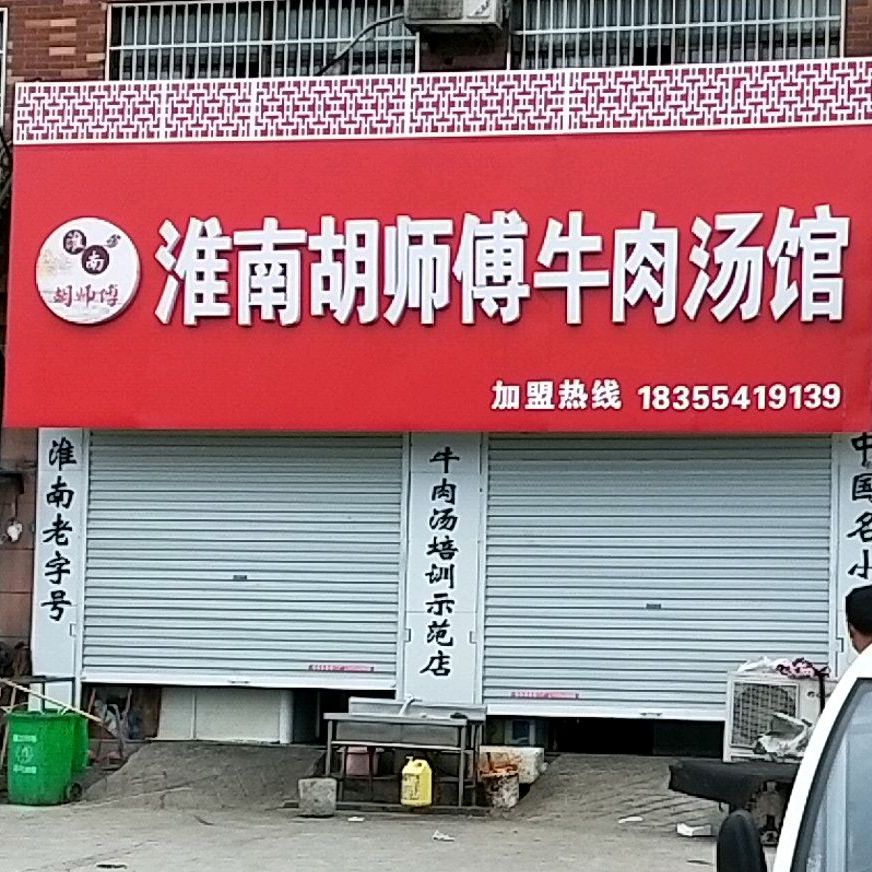 淮南
胡师傅
淮南胡师傅牛肉汤馆
加盟热线 18355419139
淮南老字号
牛肉汤培训示范店
中国名小